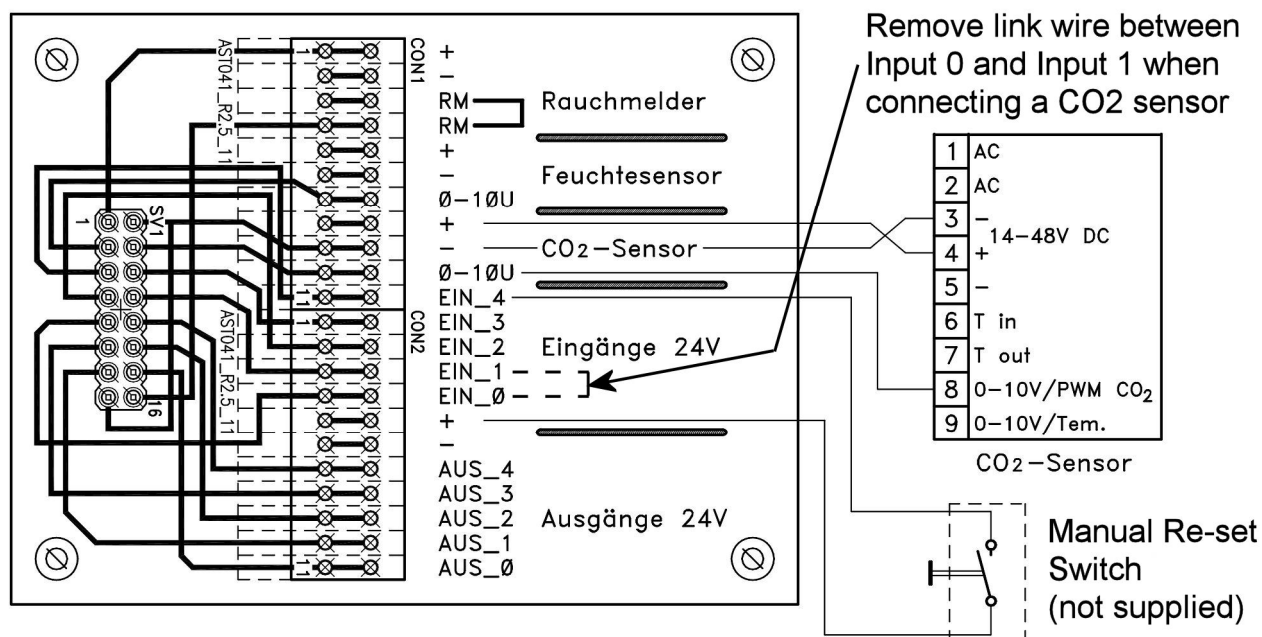 Remove link wire between
Input 0 and Input 1 when
connecting a CO2 sensor
AST041_R2.5_11
AST041_R2.5_11
SV1
1
16
CON1
1
11
CON2
1
11
+
−
RM
RM
Rauchmelder
+
−
Ø-1ØU
Feuchtesensor
+
−
Ø-1ØU
CO2-Sensor
EIN_4
EIN_3
EIN_2
EIN_1
EIN_Ø
+
−
Eingänge 24V
AUS_4
AUS_3
AUS_2
AUS_1
AUS_Ø
Ausgänge 24V
1 AC
2 AC
3 −
14-48V DC
4 +
5 −
6 T in
7 T out
8 0-10V/PWM CO2
9 0-10V/Tem.
CO2-Sensor
Manual Re-set
Switch
(not supplied)